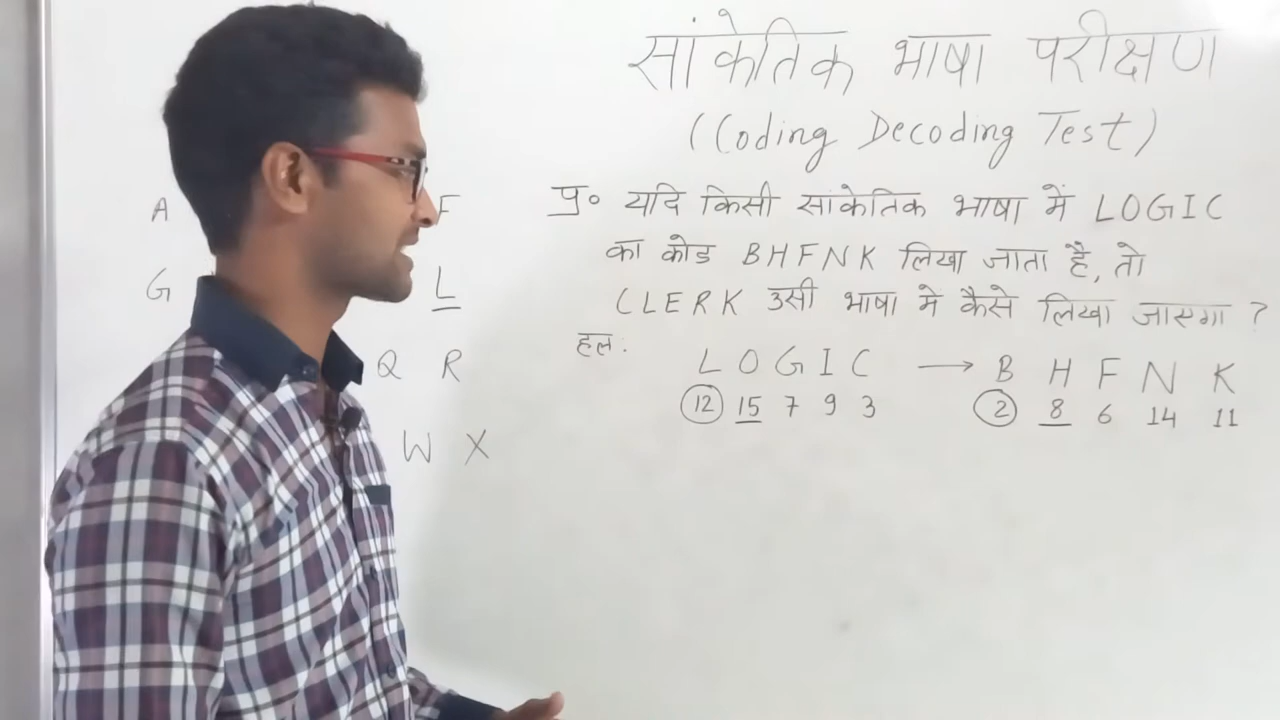 सांकेतिक भाषा परीक्षण
(Coding Decoding Test)
प्र० यदि किसी सांकेतिक भाषा में LOGIC
का कोड BHFNK लिखा जाता है, तो
CLERK उसी भाषा मे कैसे लिखा जाएगा ?
हल:
L O G I C → B H F N K
12 15 7 9 3 2 8 6 14 11
A F
G L
Q R
W X